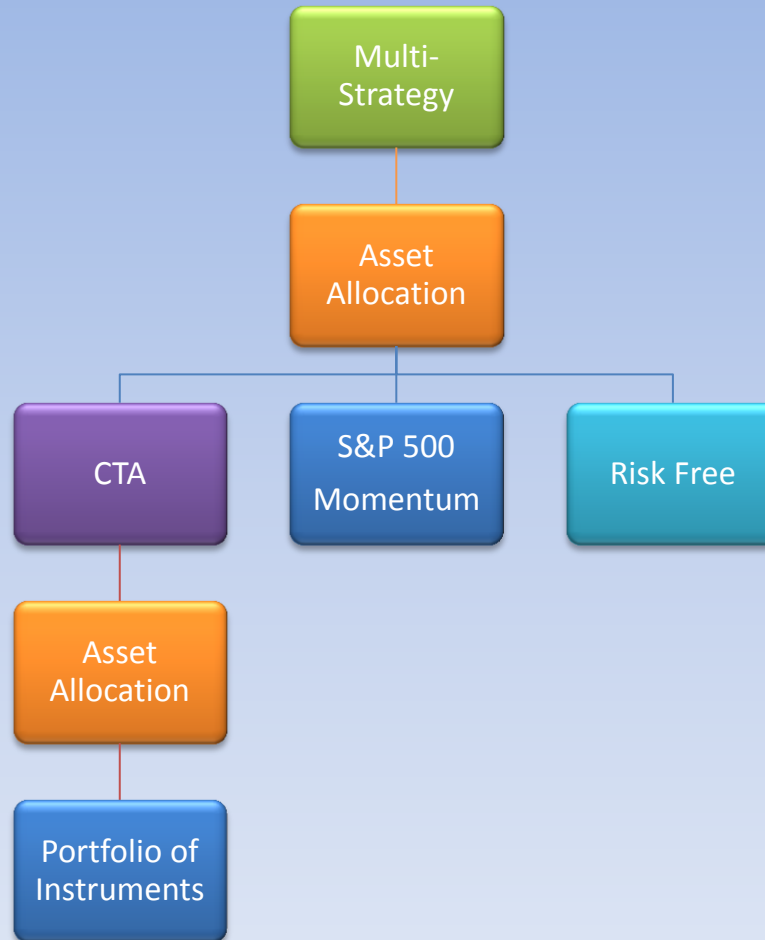 Multi-
Strategy
Asset
Allocation
CTA
S&P 500
Momentum
Risk Free
Asset
Allocation
Portfolio of
Instruments